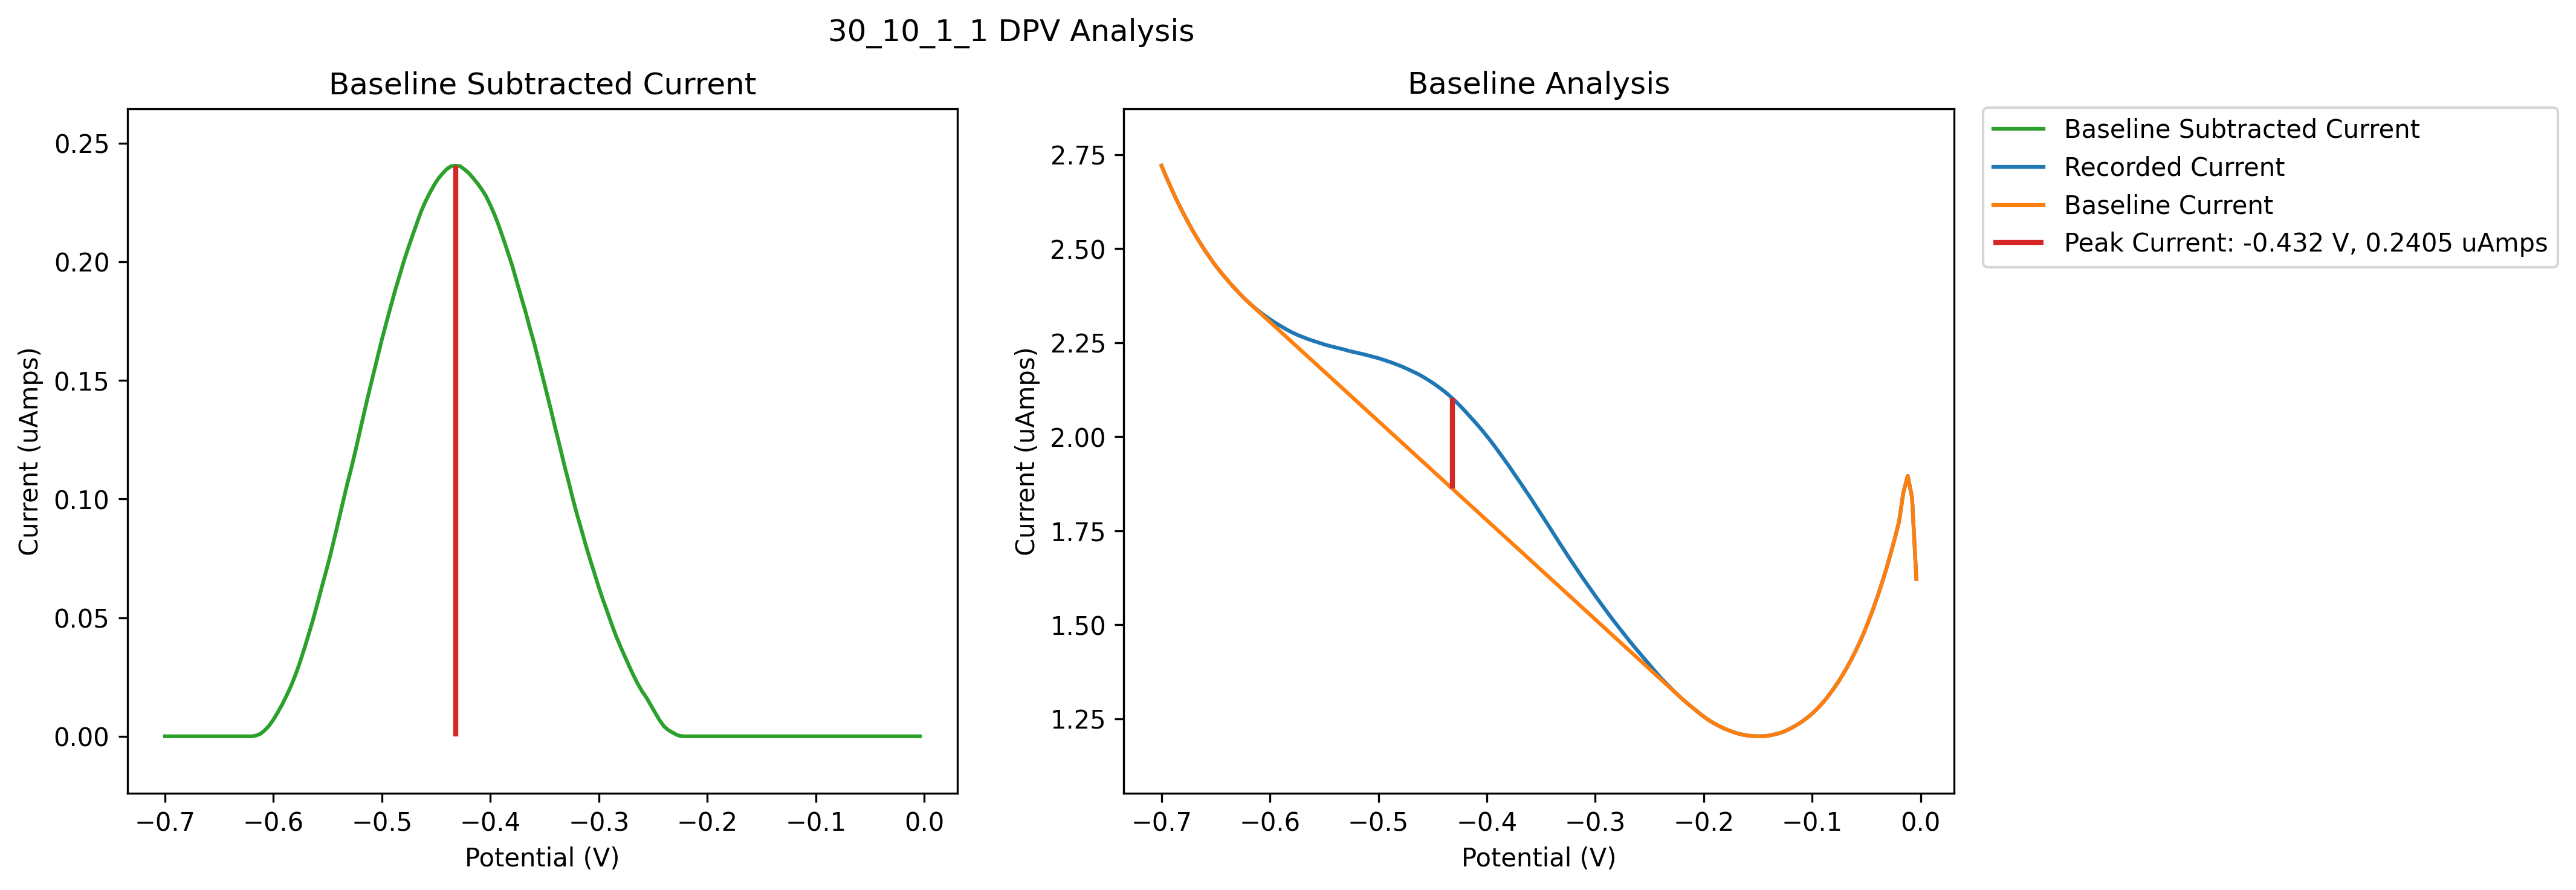 30_10_1_1 DPV Analysis
Baseline Subtracted Current
Current (uAmps)
0.25
0.20
0.15
0.10
0.05
0.00
−0.7 −0.6 −0.5 −0.4 −0.3 −0.2 −0.1 0.0
Potential (V)
Baseline Analysis
Current (uAmps)
2.75
2.50
2.25
2.00
1.75
1.50
1.25
−0.7 −0.6 −0.5 −0.4 −0.3 −0.2 −0.1 0.0
Potential (V)
Baseline Subtracted Current
Recorded Current
Baseline Current
Peak Current: -0.432 V, 0.2405 uAmps